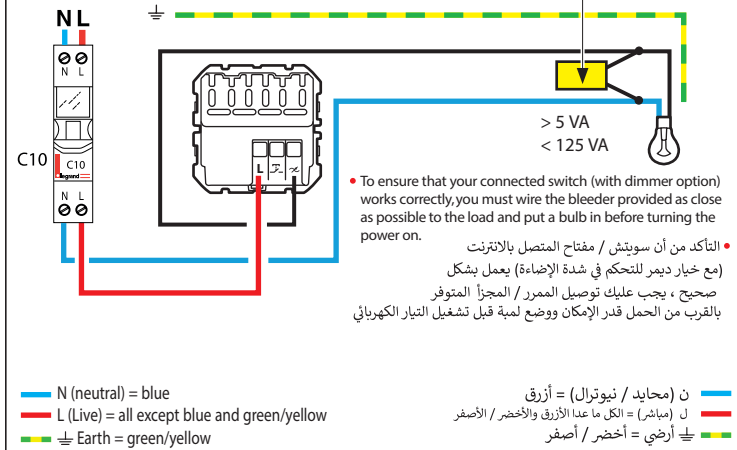 N L
N L
C10
C10
legrand
N L
L
> 5 VA
< 125 VA
• To ensure that your connected switch (with dimmer option)
works correctly, you must wire the bleeder provided as close
as possible to the load and put a bulb in before turning the
power on.
• التأكد من أن سويتش / مفتاح المتصل بالانترنت
(مع خيار ديمر للتحكم في شدة الإضاءة) يعمل بشكل
صحيح ، يجب عليك توصيل الممرر / المجزأ المتوفر
بالقرب من الحمل قدر الإمكان ووضع لمبة قبل تشغيل التيار الكهربائي
N (neutral) = blue
L (Live) = all except blue and green/yellow
Earth = green/yellow
ن (محايد / نيوترال) = أزرق
ل (مباشر) = الكل ما عدا الأزرق والأخضر / الأصفر
أرضي = أخضر / أصفر